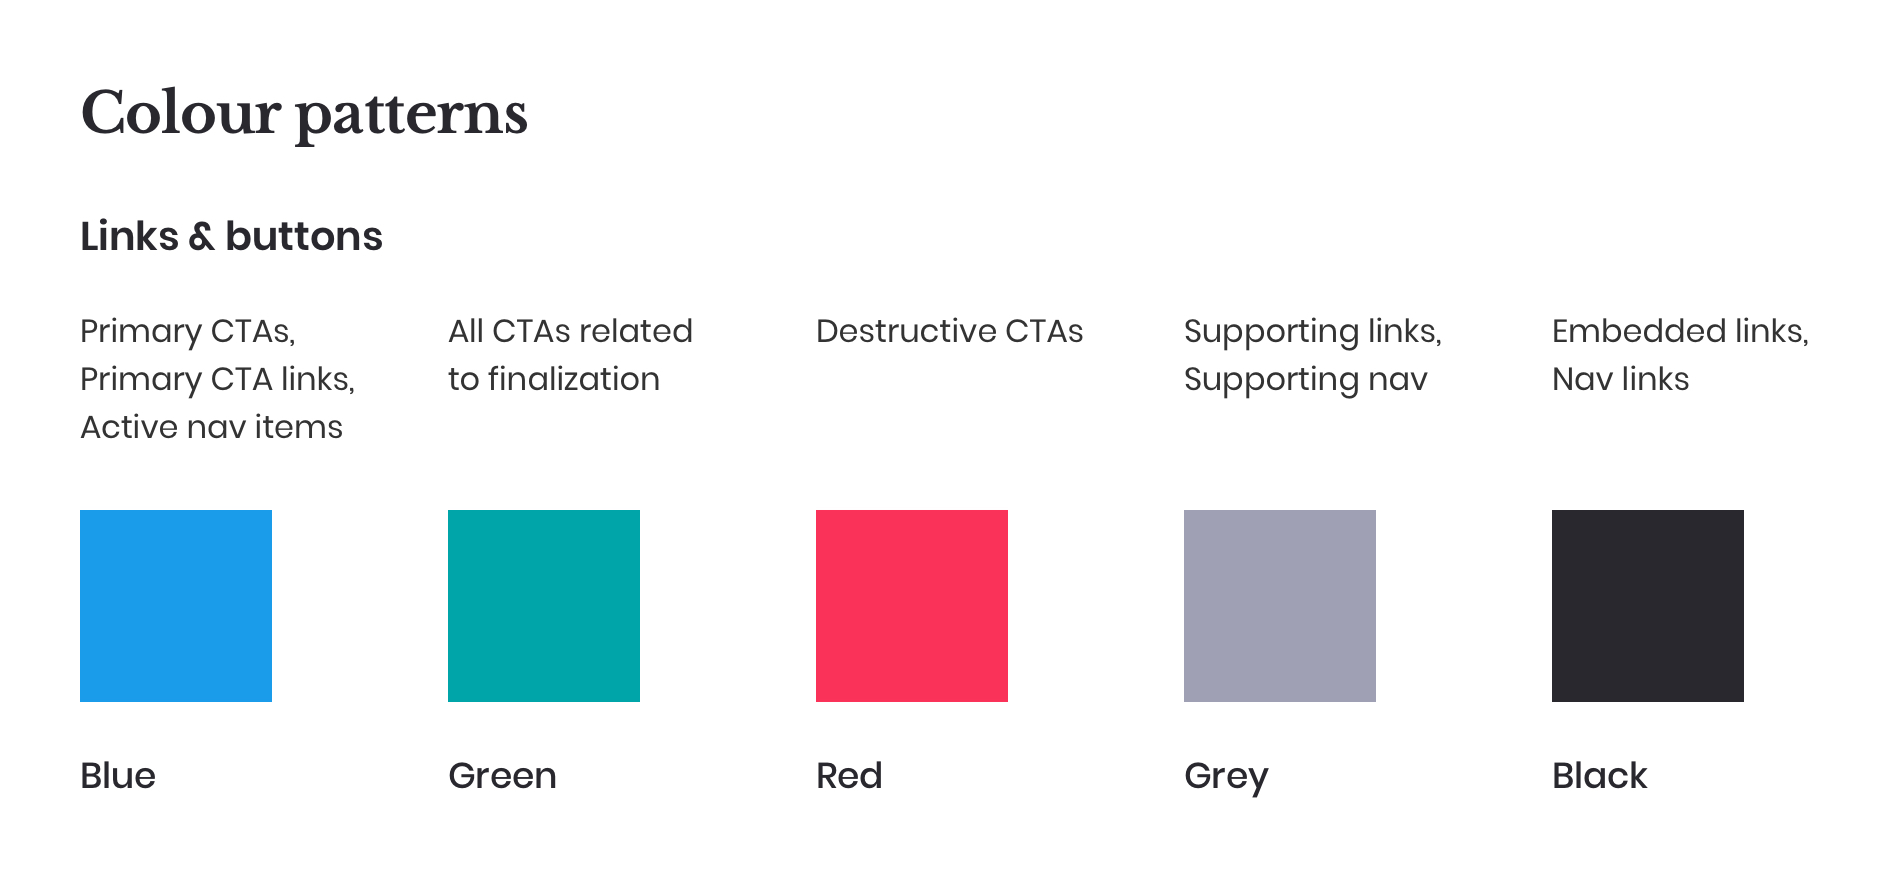 Colour patterns
Links & buttons
Primary CTAs,
Primary CTA links,
Active nav items
All CTAs related
to finalization
Destructive CTAs
Supporting links,
Supporting nav
Embedded links,
Nav links
Blue
Green
Red
Grey
Black